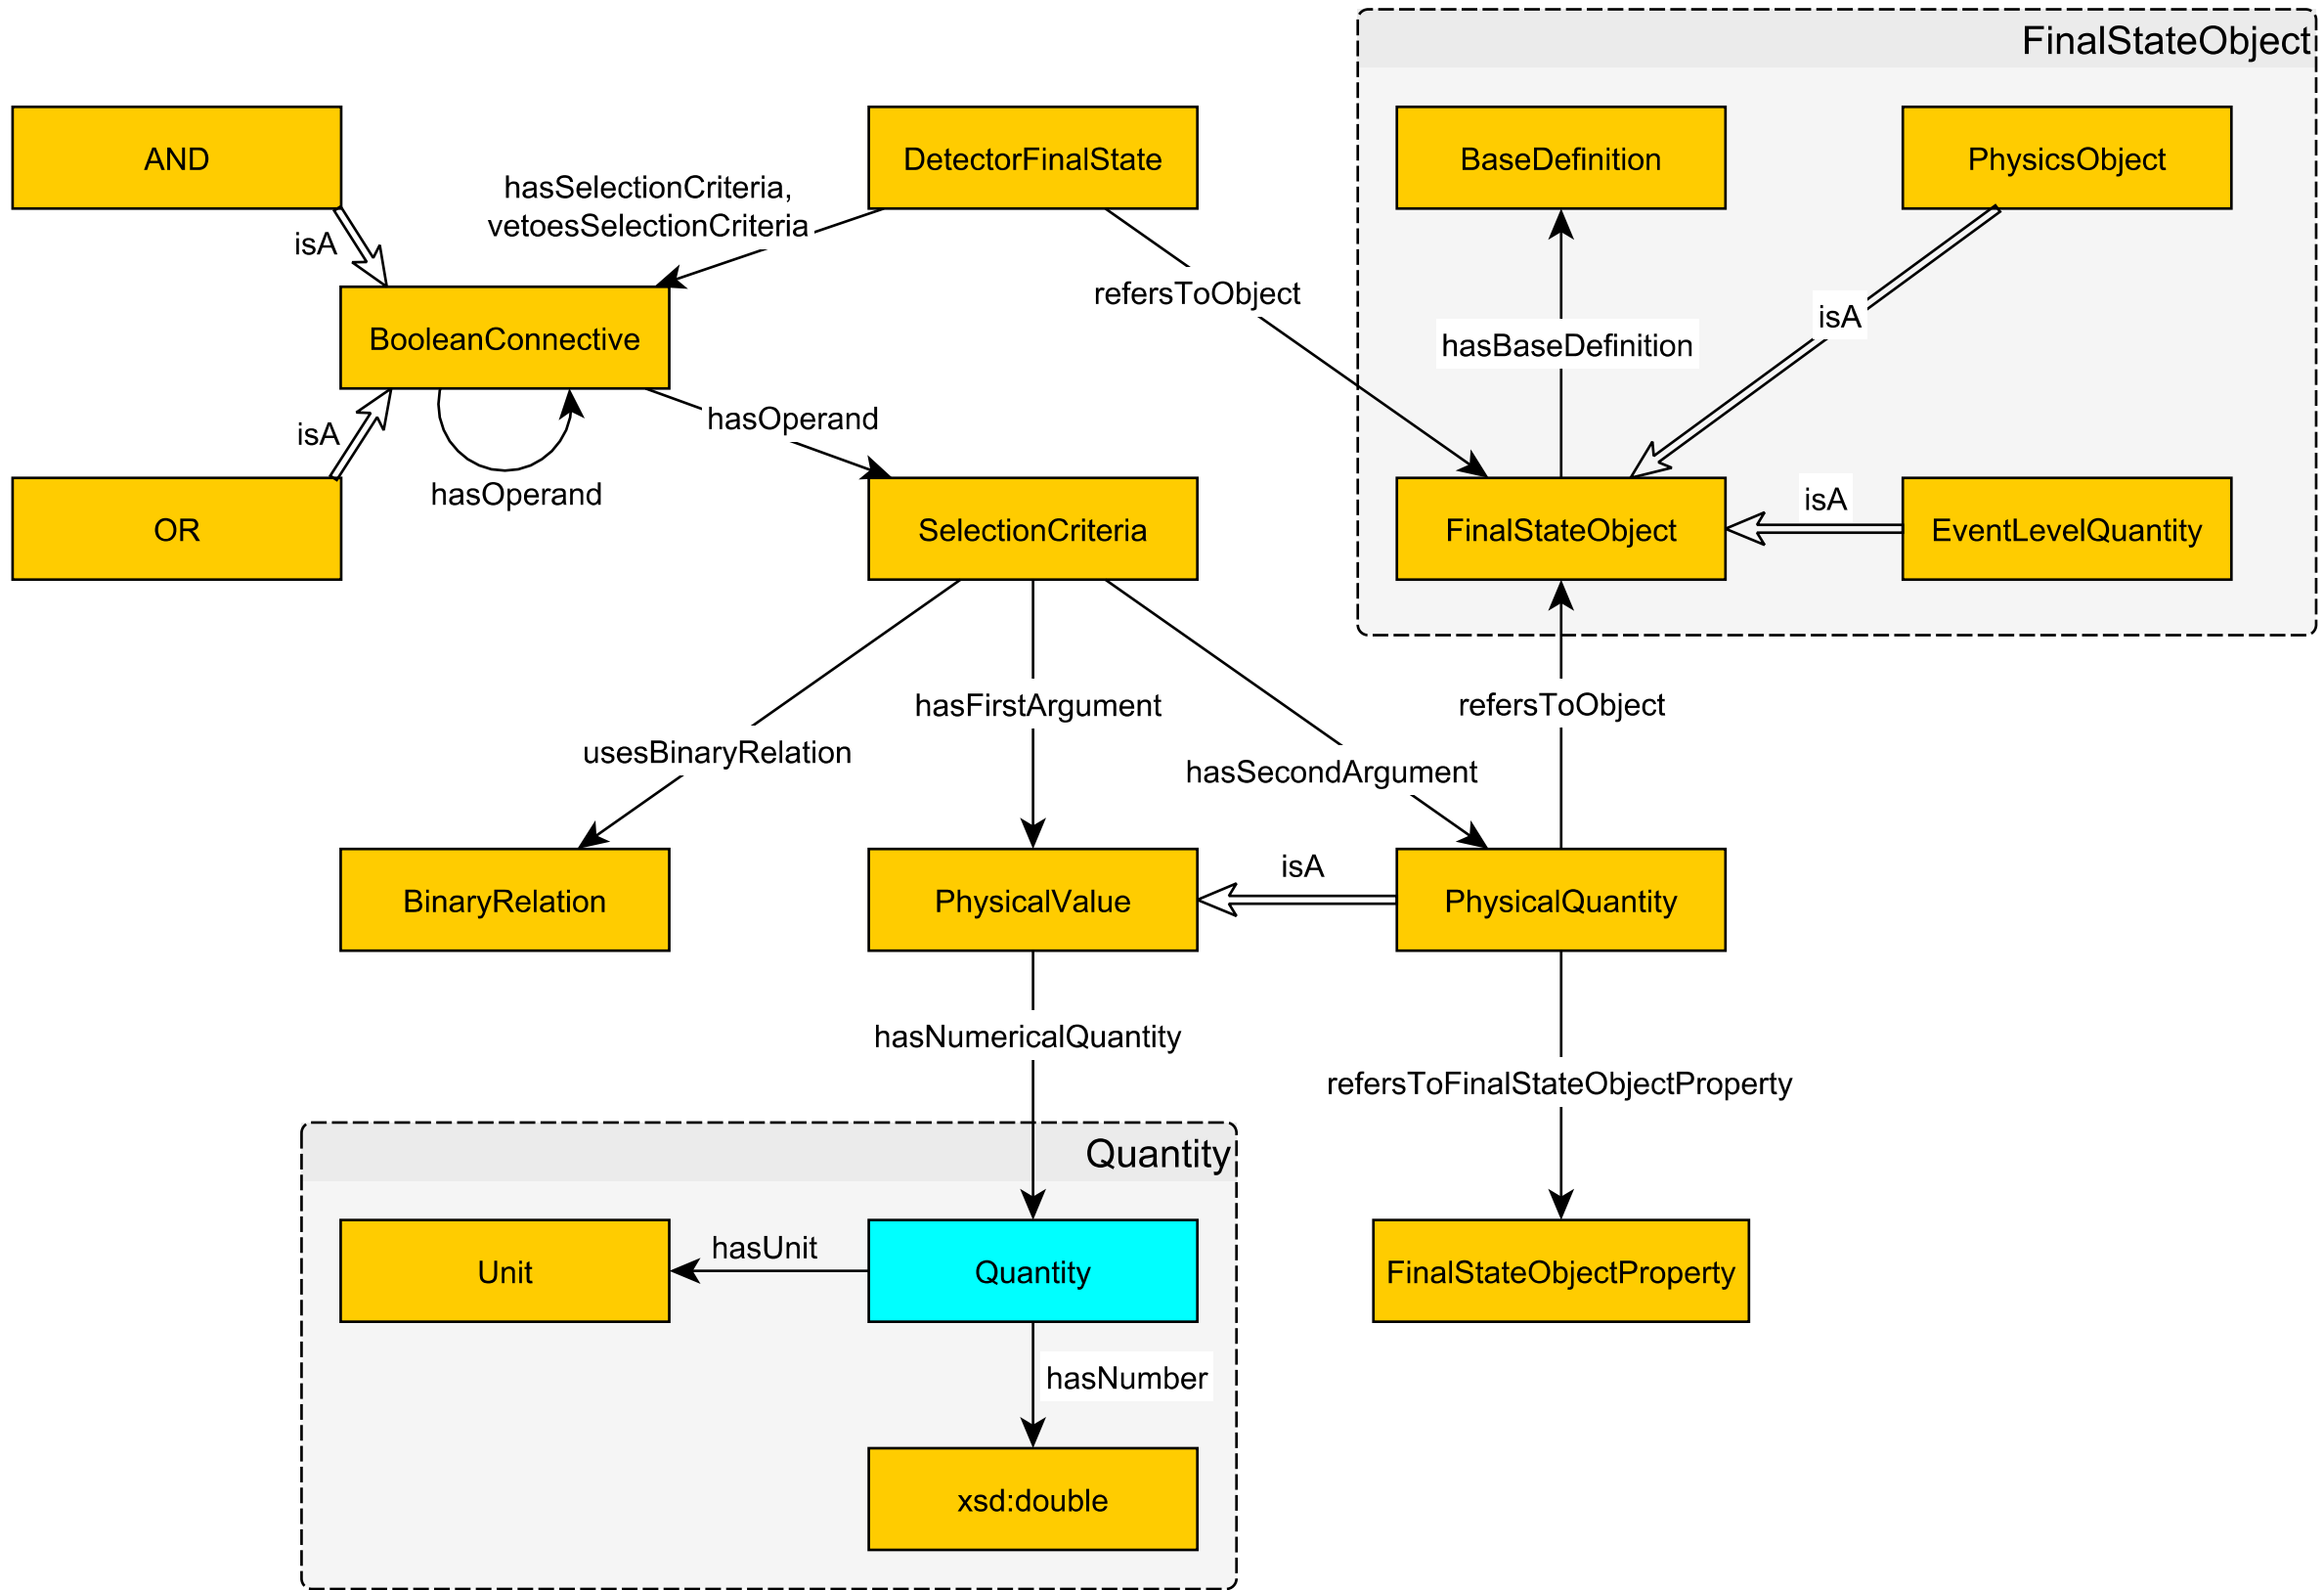 FinalStateObject
AND
DetectorFinalState
BaseDefinition
PhysicsObject
hasSelectionCriteria,
vetoesSelectionCriteria
isA
refersToObject
isA
BooleanConnective
hasBaseDefinition
isA
hasOperand
hasOperand
isA
OR
SelectionCriteria
FinalStateObject
EventLevelQuantity
hasFirstArgument
refersToObject
usesBinaryRelation
hasSecondArgument
isA
BinaryRelation
PhysicalValue
PhysicalQuantity
hasNumericalQuantity
refersToFinalStateObjectProperty
Quantity
hasUnit
Unit
Quantity
FinalStateObjectProperty
hasNumber
xsd:double